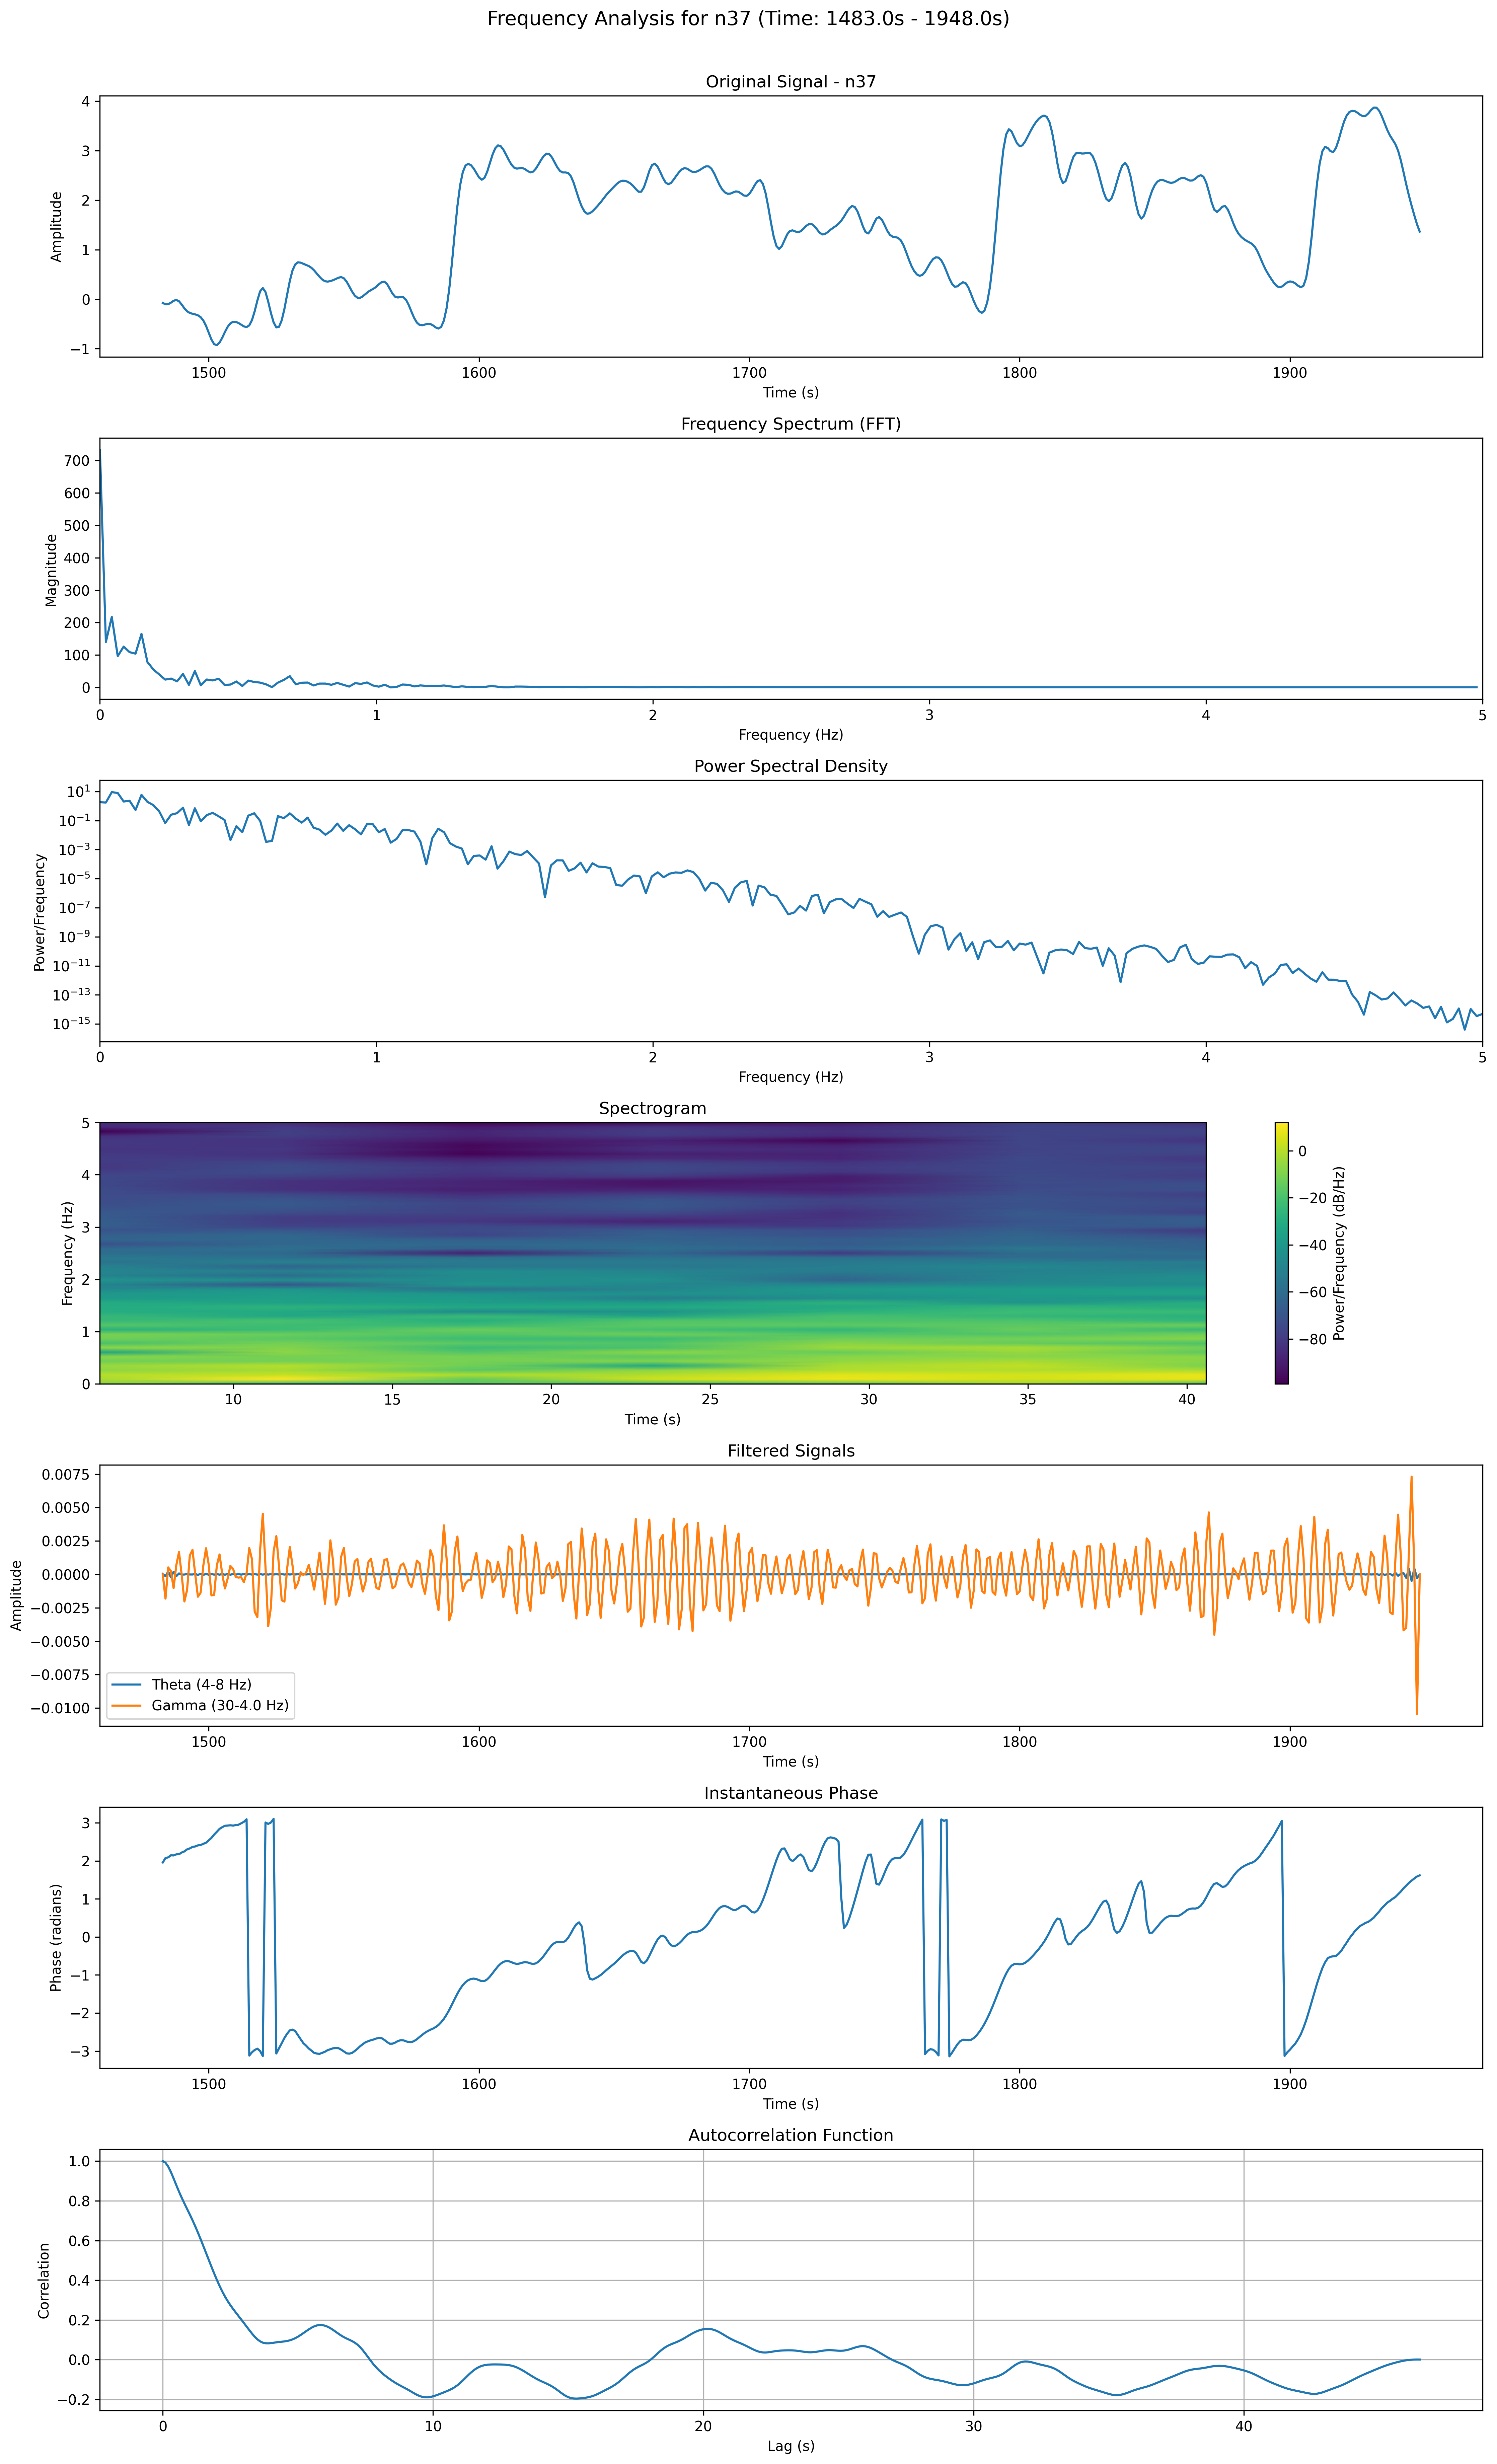 Frequency Analysis for n37 (Time: 1483.0s - 1948.0s)
Original Signal - n37
4
3
2
1
0
−1
Amplitude
1500 1600 1700 1800 1900
Time (s)
Frequency Spectrum (FFT)
700
600
500
400
300
200
100
0
Magnitude
0 1 2 3 4 5
Frequency (Hz)
Power Spectral Density
10¹
10⁻¹
10⁻³
10⁻⁵
10⁻⁷
10⁻⁹
10⁻¹¹
10⁻¹³
10⁻¹⁵
Power/Frequency
0 1 2 3 4 5
Frequency (Hz)
Spectrogram
5
4
3
2
1
0
Frequency (Hz)
10 15 20 25 30 35 40
Time (s)
0
−20
−40
−60
−80
Power/Frequency (dB/Hz)
Filtered Signals
0.0075
0.0050
0.0025
0.0000
−0.0025
−0.0050
−0.0075
−0.0100
Amplitude
Theta (4-8 Hz)
Gamma (30-4.0 Hz)
1500 1600 1700 1800 1900
Time (s)
Instantaneous Phase
3
2
1
0
−1
−2
−3
Phase (radians)
1500 1600 1700 1800 1900
Time (s)
Autocorrelation Function
1.0
0.8
0.6
0.4
0.2
0.0
−0.2
Correlation
0 10 20 30 40
Lag (s)